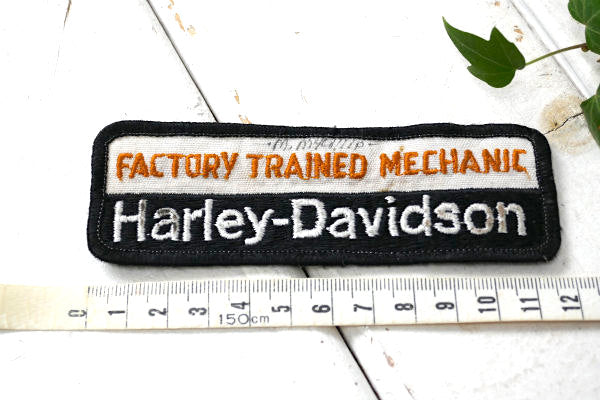 FACTORY TRAINED MECHANIC
Harley-Davidson
0 1 2 3 4 5 6 7 8 9 10 11 12
150cm